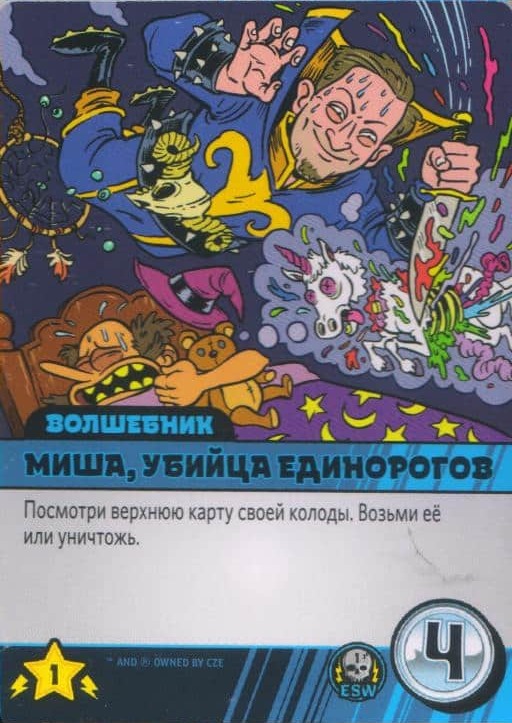 ВОЛШЕБНИК
МИША, УБИЙЦА ЕДИНОРОГОВ
Посмотри верхнюю карту своей колоды. Возьми её
или уничтожь.
1
™ AND ® OWNED BY CZE
ESW
4